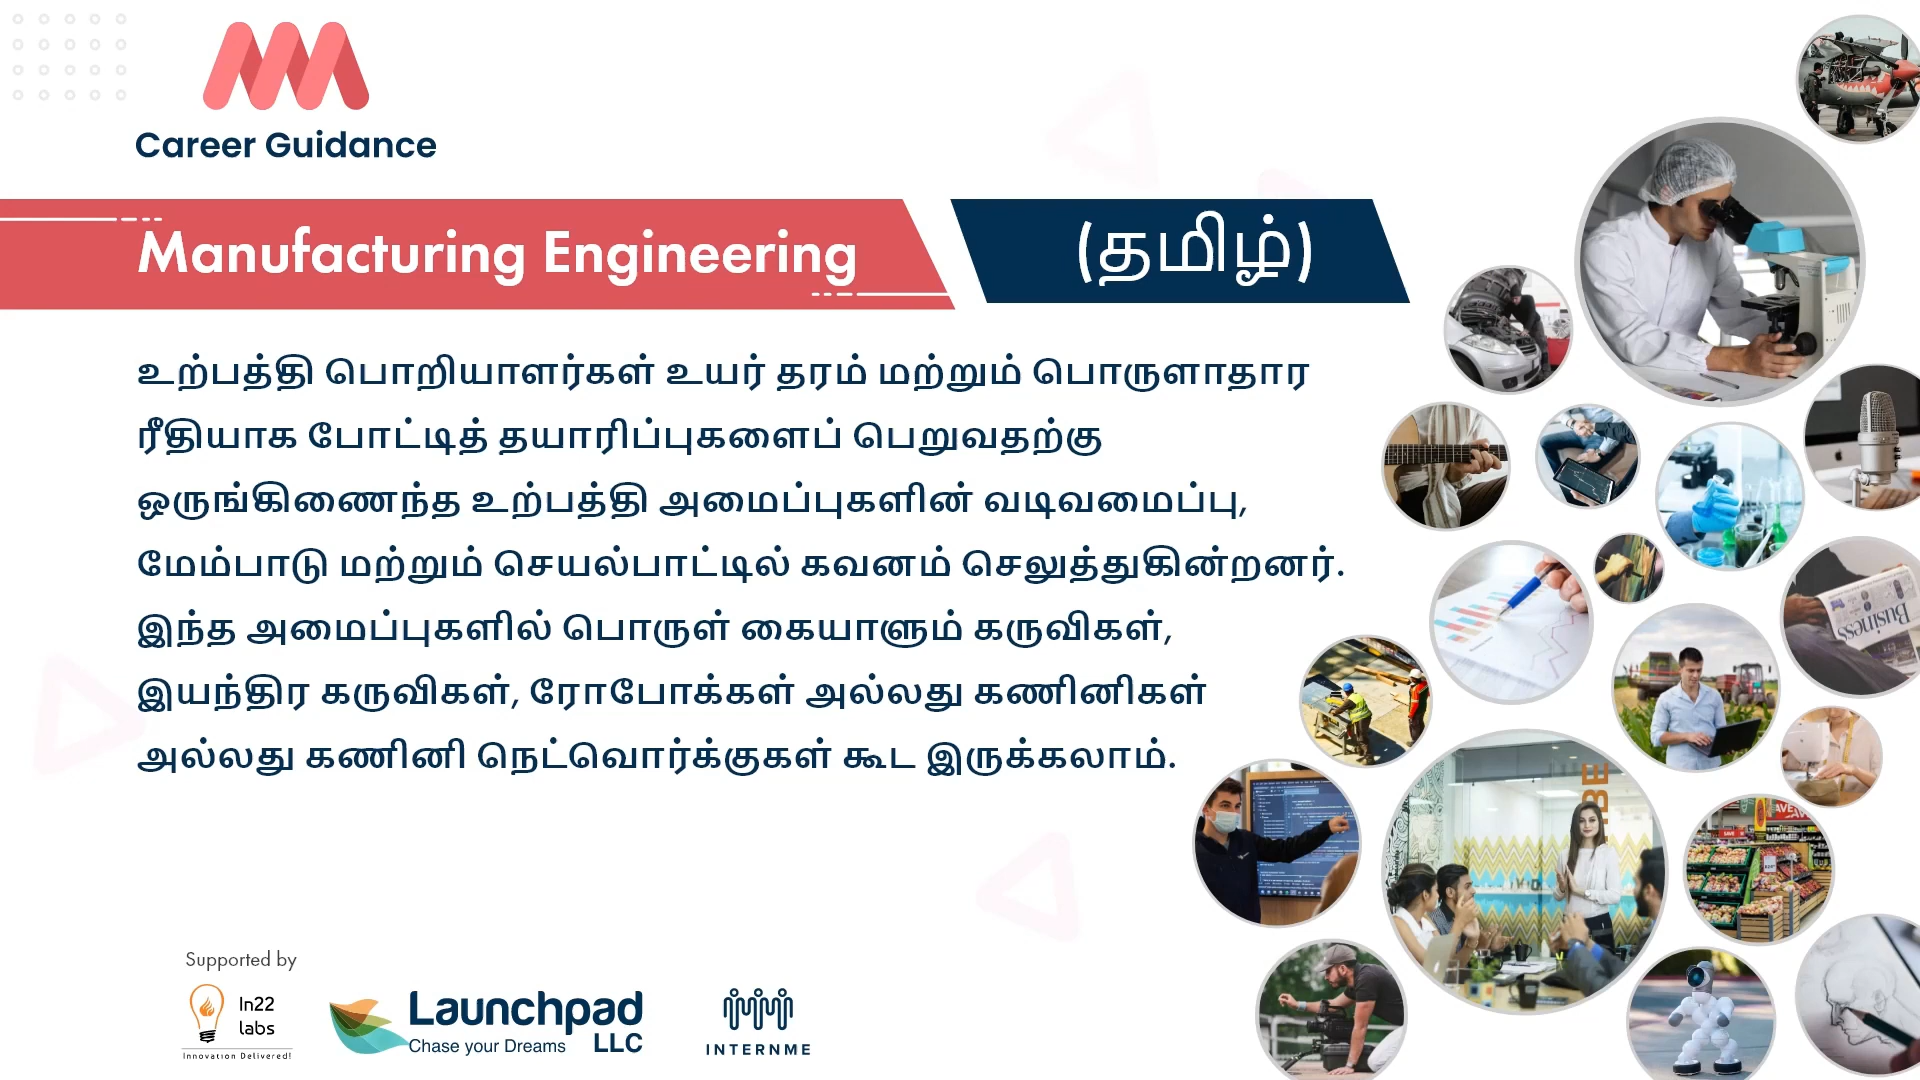 Career Guidance
Manufacturing Engineering
(தமிழ்)
உற்பத்தி பொறியாளர்கள் உயர் தரம் மற்றும் பொருளாதார
ரீதியாக போட்டித் தயாரிப்புகளைப் பெறுவதற்கு
ஒருங்கிணைந்த உற்பத்தி அமைப்புகளின் வடிவமைப்பு,
மேம்பாடு மற்றும் செயல்பாட்டில் கவனம் செலுத்துகின்றனர்.
இந்த அமைப்புகளில் பொருள் கையாளும் கருவிகள்,
இயந்திர கருவிகள், ரோபோக்கள் அல்லது கணினிகள்
அல்லது கணினி நெட்வொர்க்குகள் கூட இருக்கலாம்.
Business
Supported by
In22
labs
Innovation Delivered!
Launchpad
Chase your Dreams LLC
INTERNME